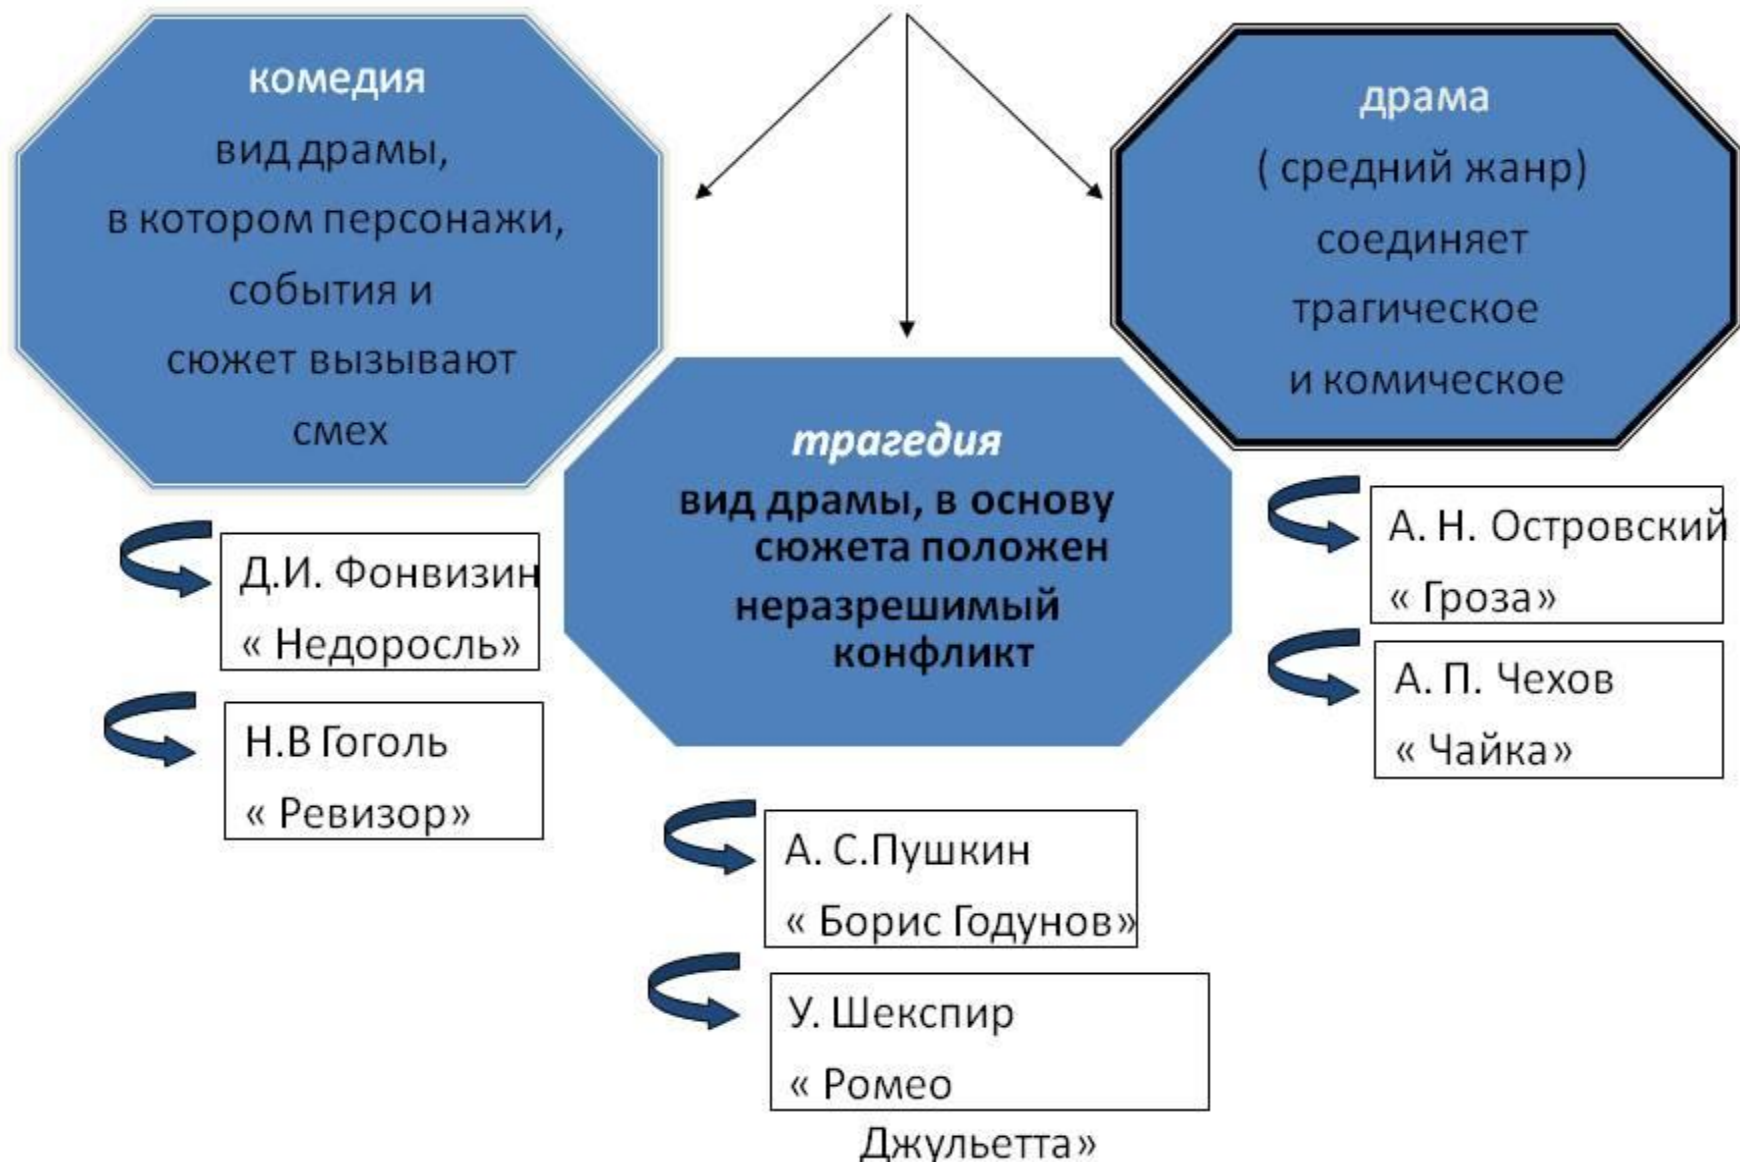 комедия
вид драмы,
в котором персонажи,
события и
сюжет вызывают
смех
Д.И. Фонвизин
« Недоросль»
Н.В Гоголь
« Ревизор»
трагедия
вид драмы, в основу
сюжета положен
неразрешимый
конфликт
А. С.Пушкин
« Борис Годунов»
У. Шекспир
« Ромео
Джульетта»
драма
( средний жанр)
соединяет
трагическое
и комическое
А. Н. Островский
« Гроза»
А. П. Чехов
« Чайка»